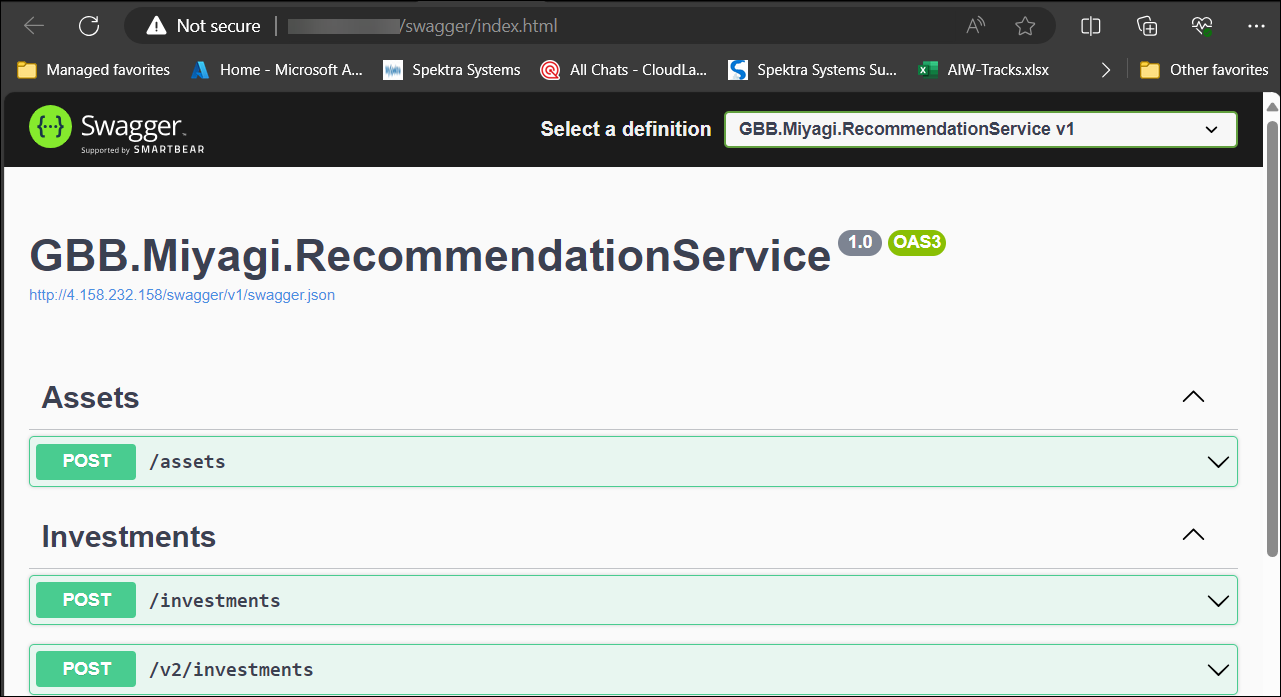 Not secure | /swagger/index.html
Managed favorites Home - Microsoft A... Spektra Systems All Chats - CloudLa... Spektra Systems Su... AIW-Tracks.xlsx Other favorites
Swagger
Supported by SMARTBEAR
Select a definition GBB.Miyagi.RecommendationService v1
GBB.Miyagi.RecommendationService 1.0 OAS3
http://4.158.232.158/swagger/v1/swagger.json
Assets
POST /assets
Investments
POST /investments
POST /v2/investments